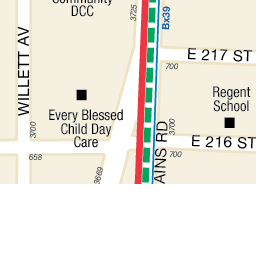 Community
DCC
3725
Bx39
WILLETT AV
E 217 ST
700
Regent
School
Every Blessed
Child Day
Care
3700
658
3669
AINS RD
3700
E 216 ST
700